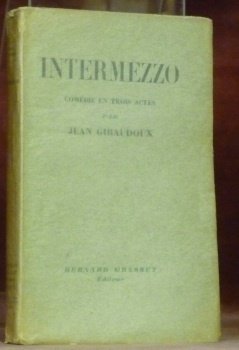 INTERMEZZO
COMÉDIE EN TROIS ACTES
PAR
JEAN GIRAUDOUX
BERNARD GRASSET
Éditeur